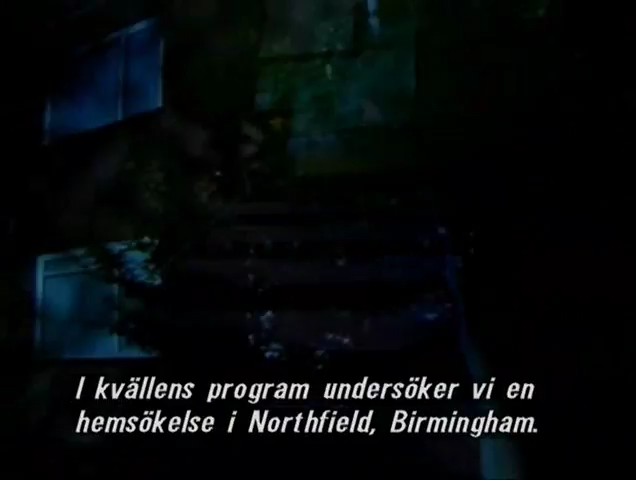 I kvällens program undersöker vi en
hemsökelse i Northfield, Birmingham.